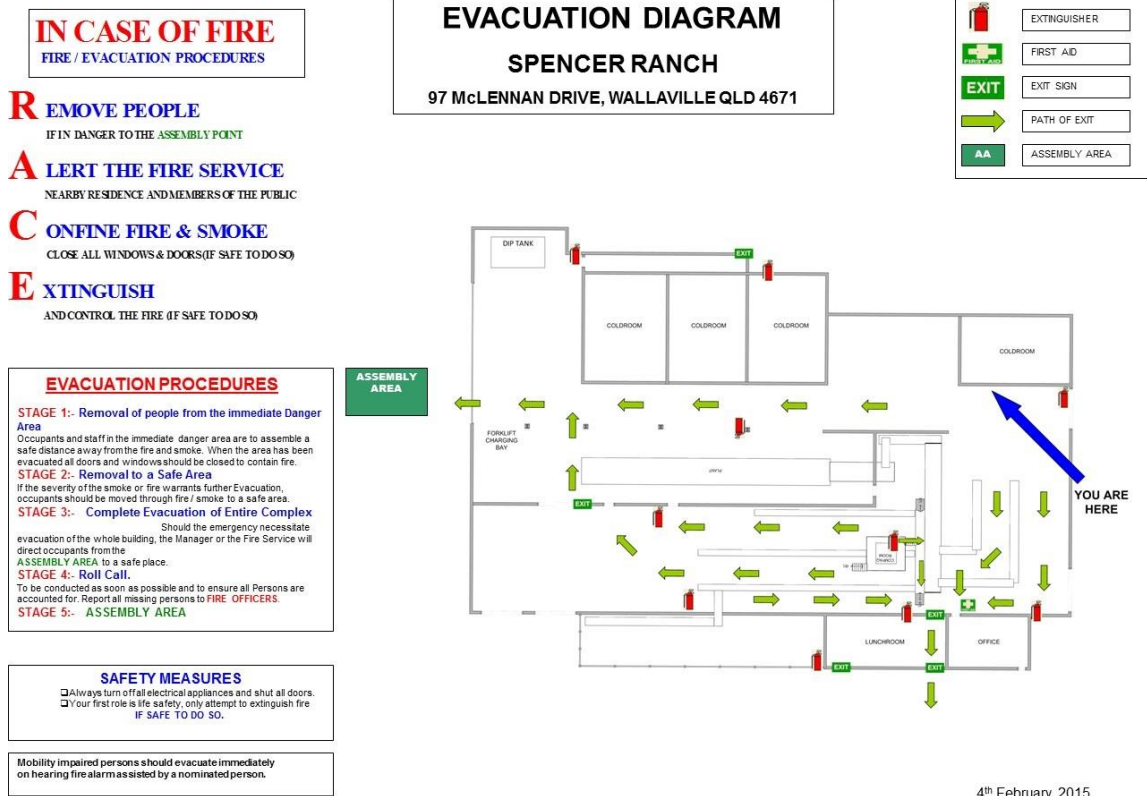 IN CASE OF FIRE
FIRE / EVACUATION PROCEDURES
R EMOVE PEOPLE
IF IN DANGER TO THE ASSEMBLY POINT
A LERT THE FIRE SERVICE
NEARBY RESIDENCE AND MEMBERS OF THE PUBLIC
C ONFINE FIRE & SMOKE
CLOSE ALL WINDOWS & DOORS (IF SAFE TO DO SO)
E XTINGUISH
AND CONTROL THE FIRE (IF SAFE TO DO SO)
EVACUATION DIAGRAM
SPENCER RANCH
97 McLENNAN DRIVE, WALLAVILLE QLD 4671
EXTINGUISHER
FIRST AID
FIRST AID
EXIT
EXIT SIGN
PATH OF EXIT
AA
ASSEMBLY AREA
EVACUATION PROCEDURES
STAGE 1:- Removal of people from the immediate Danger
Area
Occupants and staff in the immediate danger area are to assemble a
safe distance away from the fire and smoke. When the area has been
evacuated all doors and windows should be closed to contain fire.
STAGE 2:- Removal to a Safe Area
If the severity of the smoke or fire warrants further Evacuation,
occupants should be moved through fire / smoke to a safe area.
STAGE 3:- Complete Evacuation of Entire Complex
Should the emergency necessitate
evacuation of the whole building, the Manager or the Fire Service will
direct occupants from the
ASSEMBLY AREA to a safe place.
STAGE 4:- Roll Call.
To be conducted as soon as possible and to ensure all Persons are
accounted for. Report all missing persons to FIRE OFFICERS.
STAGE 5:- ASSEMBLY AREA
SAFETY MEASURES
Always turn off all electrical appliances and shut all doors.
Your first role is life safety, only attempt to extinguish fire
IF SAFE TO DO SO.
Mobility impaired persons should evacuate immediately
on hearing fire alarm assisted by a nominated person.
ASSEMBLY
AREA
DIP TANK
EXIT
COLDROOM
COLDROOM
COLDROOM
COLDROOM
FORKLIFT
CHARGING
BAY
PLANT
YOU ARE
HERE
EXIT
EXIT
LUNCHROOM
OFFICE
EXIT
EXIT
4th February, 2015